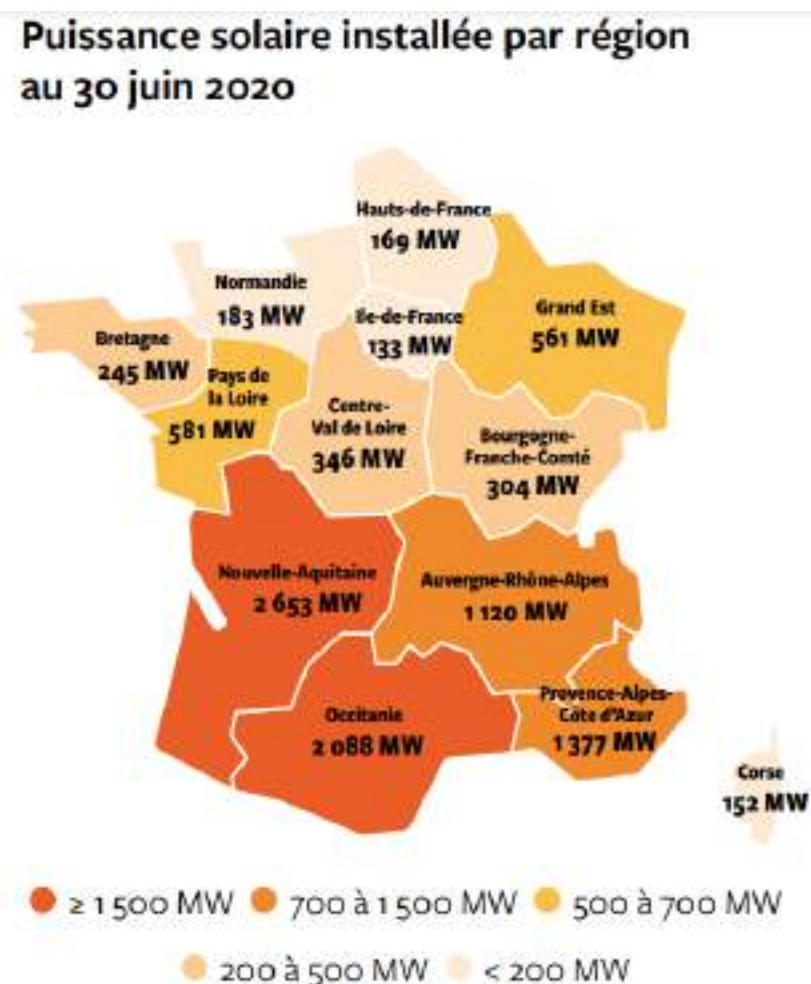 Puissance solaire installée par région
au 30 juin 2020
Hauts-de-France
169 MW
Normandie
183 MW
Ile-de-France
133 MW
Grand Est
561 MW
Bretagne
245 MW
Pays de
la Loire
581 MW
Centre-
Val de Loire
346 MW
Bourgogne-
Franche-Comté
304 MW
Nouvelle-Aquitaine
2 653 MW
Auvergne-Rhône-Alpes
1 120 MW
Occitanie
2 088 MW
Provence-Alpes-
Côte d'Azur
1 377 MW
Corse
152 MW
≥ 1 500 MW 700 à 1 500 MW 500 à 700 MW
200 à 500 MW < 200 MW